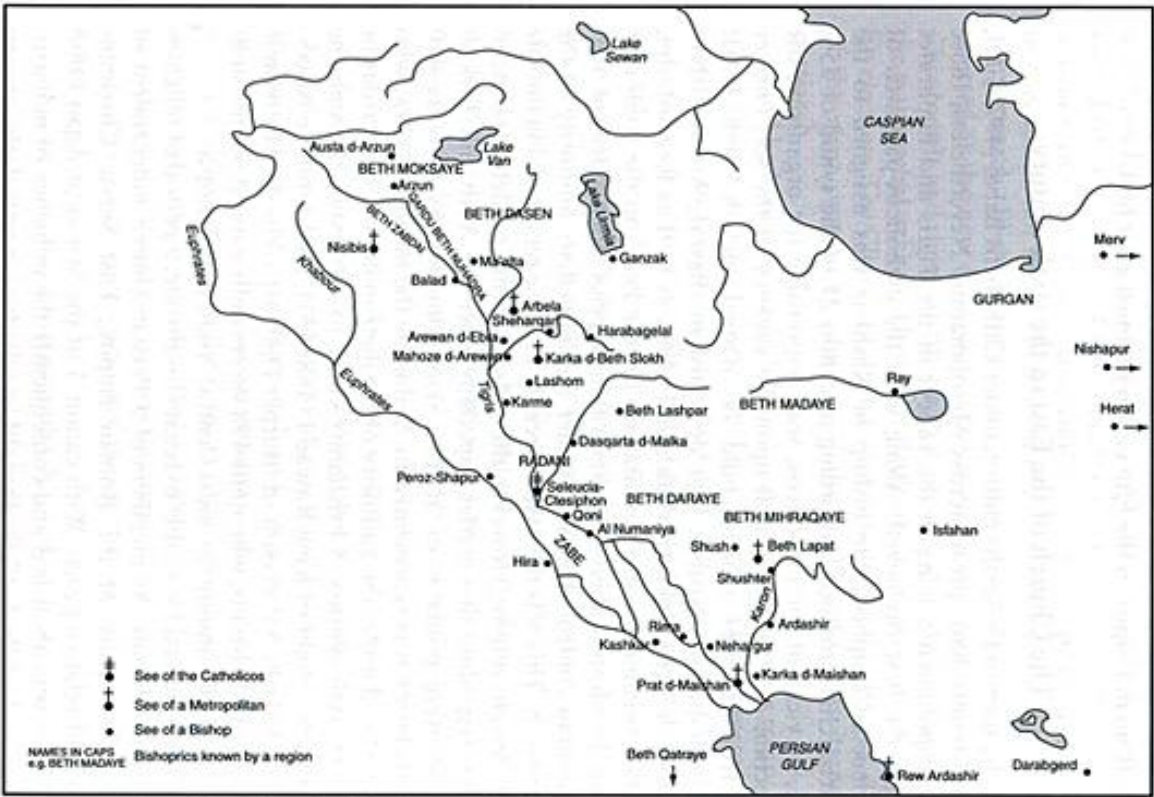 Lake
Sewan
CASPIAN
SEA
Austa d-Arzun
Lake
Van
BETH MOKSAYE
Arzun
BETH DASEN
Lake Urmia
GARDU BETH NUHADRA
BETH ZABDAI
Euphrates
Khabour
Nisibis
Ma'alta
Ganzak
Merv
Balad
GURGAN
Arbela
Sheharqart
Harabagelal
Arewan d-Ebra
Mahoze d-Arewan
Karka d-Beth Slokh
Nishapur
Euphrates
Tigris
Lashom
Karme
Ray
BETH MADAYE
Herat
Beth Lashpar
Dasqarta d-Malka
RADANI
Peroz-Shapur
Seleucia-
Ctesiphon
BETH DARAYE
Qoni
BETH MIHRAQAYE
Al Numaniya
Isfahan
ZABE
Shush
Beth Lapat
Hira
Shushter
Karon
Ardashir
Rima
Kashkar
Nehargur
Prat d-Maishan
Karka d-Maishan
See of the Catholicos
See of a Metropolitan
See of a Bishop
NAMES IN CAPS
e.g. BETH MADAYE
Bishoprics known by a region
Beth Qatraye
PERSIAN
GULF
Rew Ardashir
Darabgerd